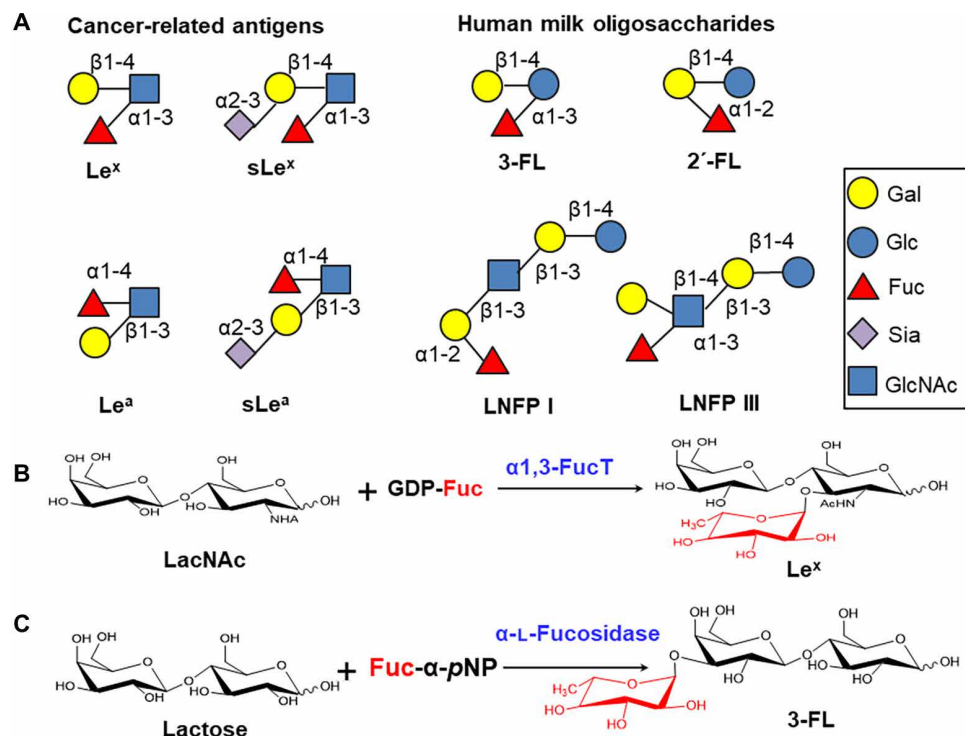 A
Cancer-related antigens
Human milk oligosaccharides
β1-4
α1-3
Leˣ
β1-4
α2-3
α1-3
sLeˣ
β1-4
α1-3
3-FL
β1-4
α1-2
2´-FL
α1-4
β1-3
Leᵃ
α1-4
β1-3
α2-3
sLeᵃ
β1-4
β1-3
β1-3
α1-2
LNFP I
β1-4
β1-4
β1-3
α1-3
LNFP III
Gal
Glc
Fuc
Sia
GlcNAc
B
OH
OH
OH
HO
OH
O
O
O
HO
O
NHA
OH
LacNAc
+
GDP-Fuc
α1,3-FucT
OH
OH
OH
HO
OH
O
O
O
O
O
AcHN
OH
H₃C
O
OH
HO
HO
Leˣ
C
OH
OH
OH
HO
OH
O
O
O
HO
O
OH
OH
Lactose
+
Fuc-α-pNP
α-L-Fucosidase
OH
OH
OH
O
O
O
OH
O
HO
O
OH
OH
H₃C
O
OH
HO
HO
3-FL